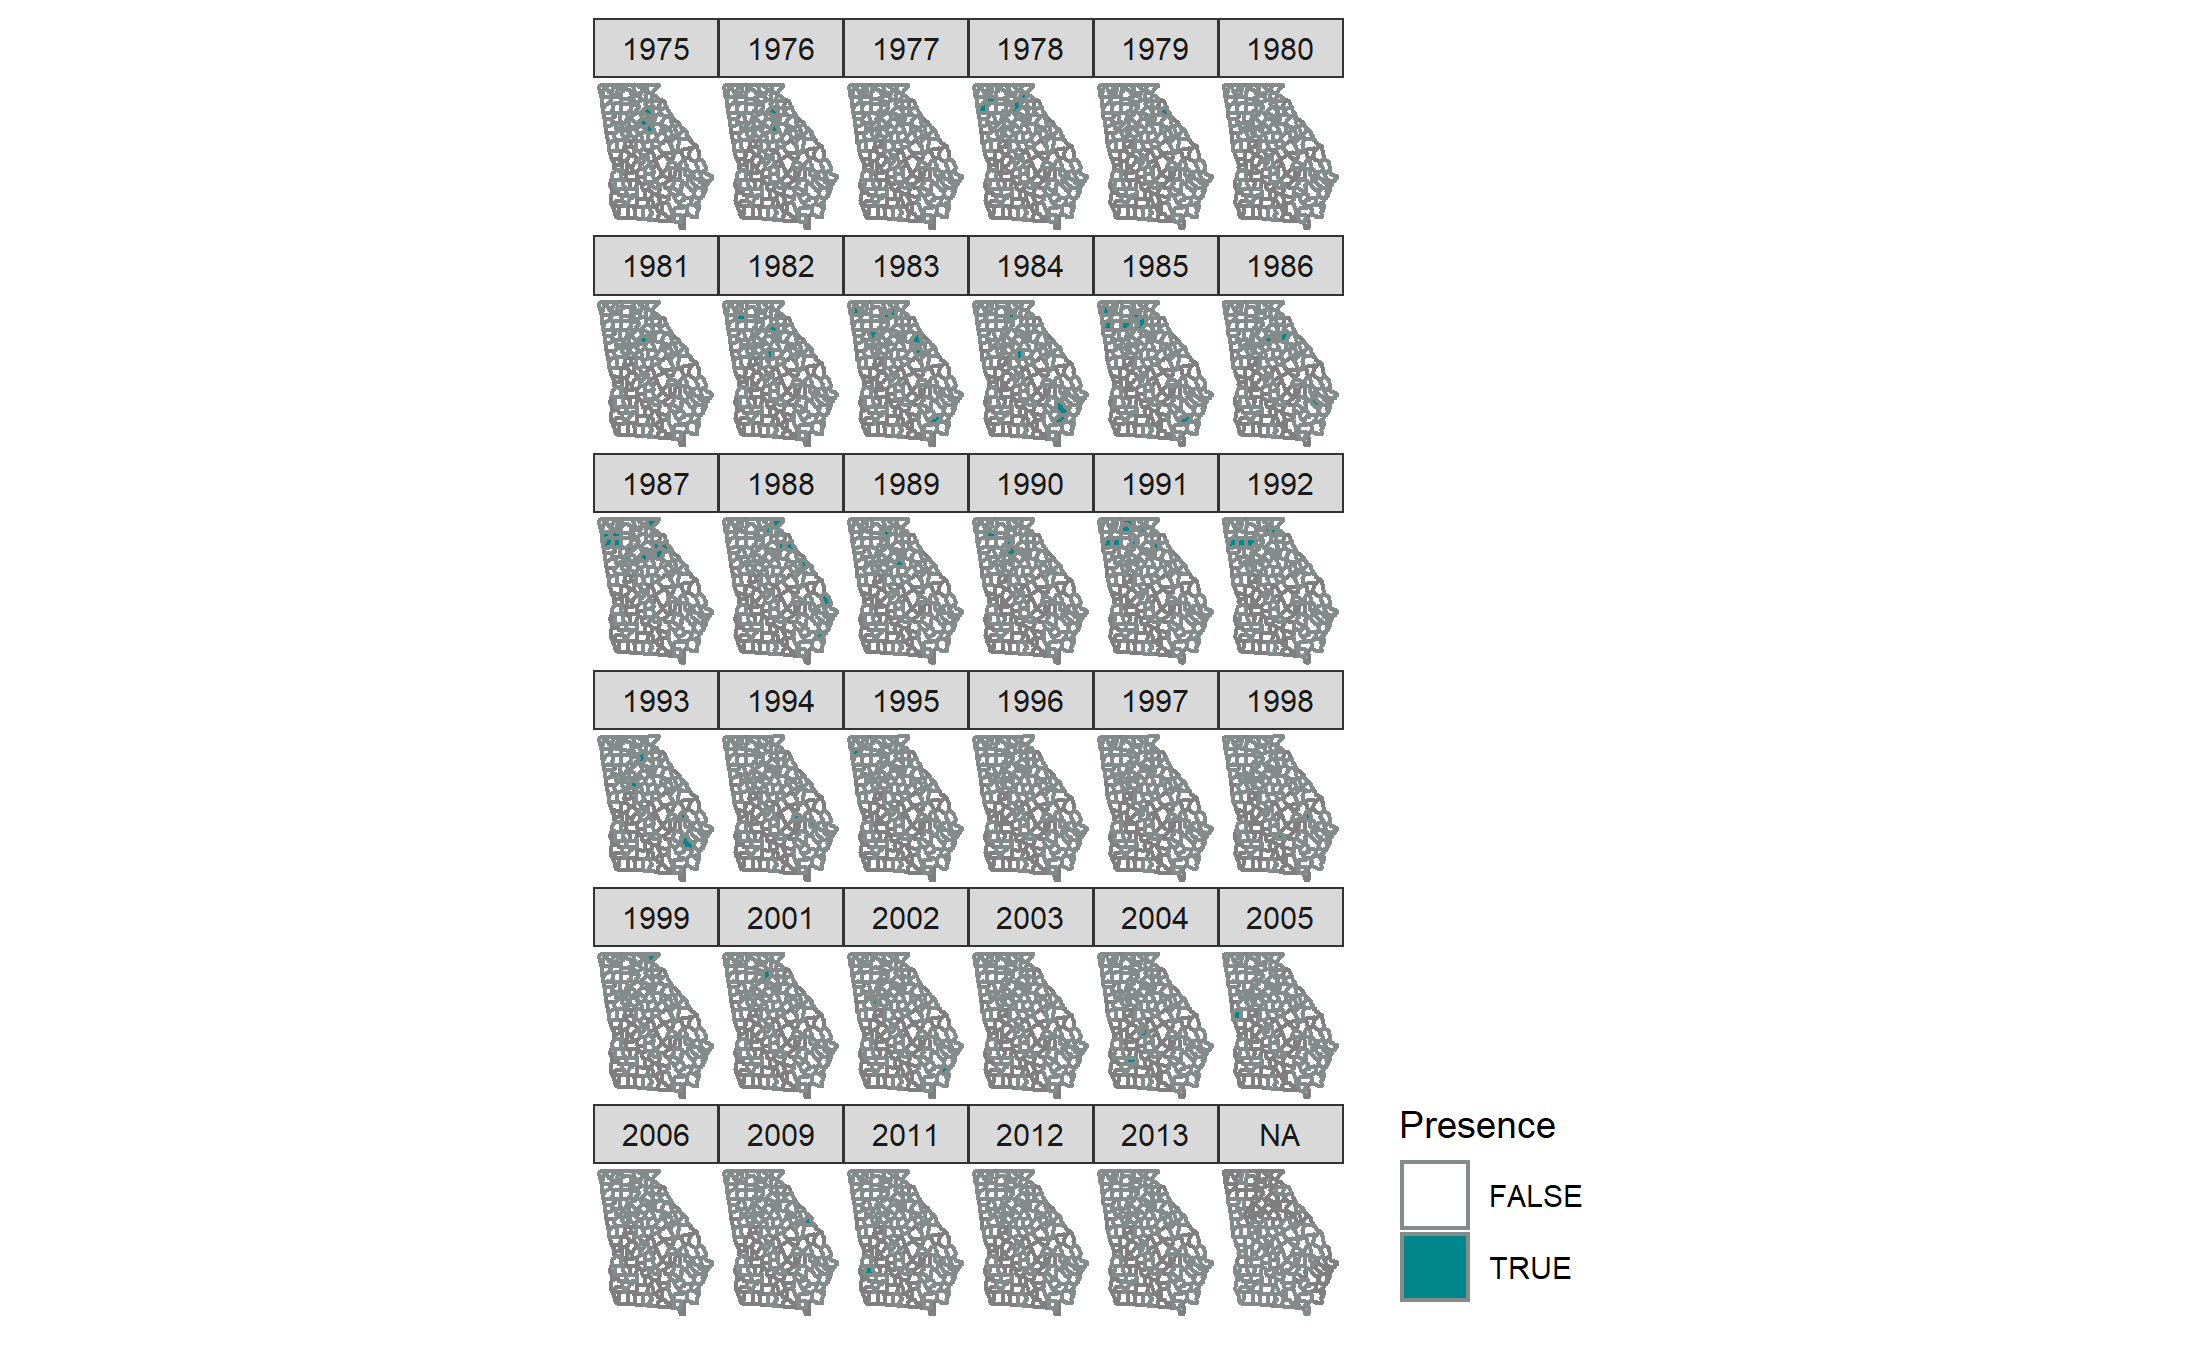 1975 1976 1977 1978 1979 1980
1981 1982 1983 1984 1985 1986
1987 1988 1989 1990 1991 1992
1993 1994 1995 1996 1997 1998
1999 2001 2002 2003 2004 2005
2006 2009 2011 2012 2013 NA
Presence
FALSE
TRUE